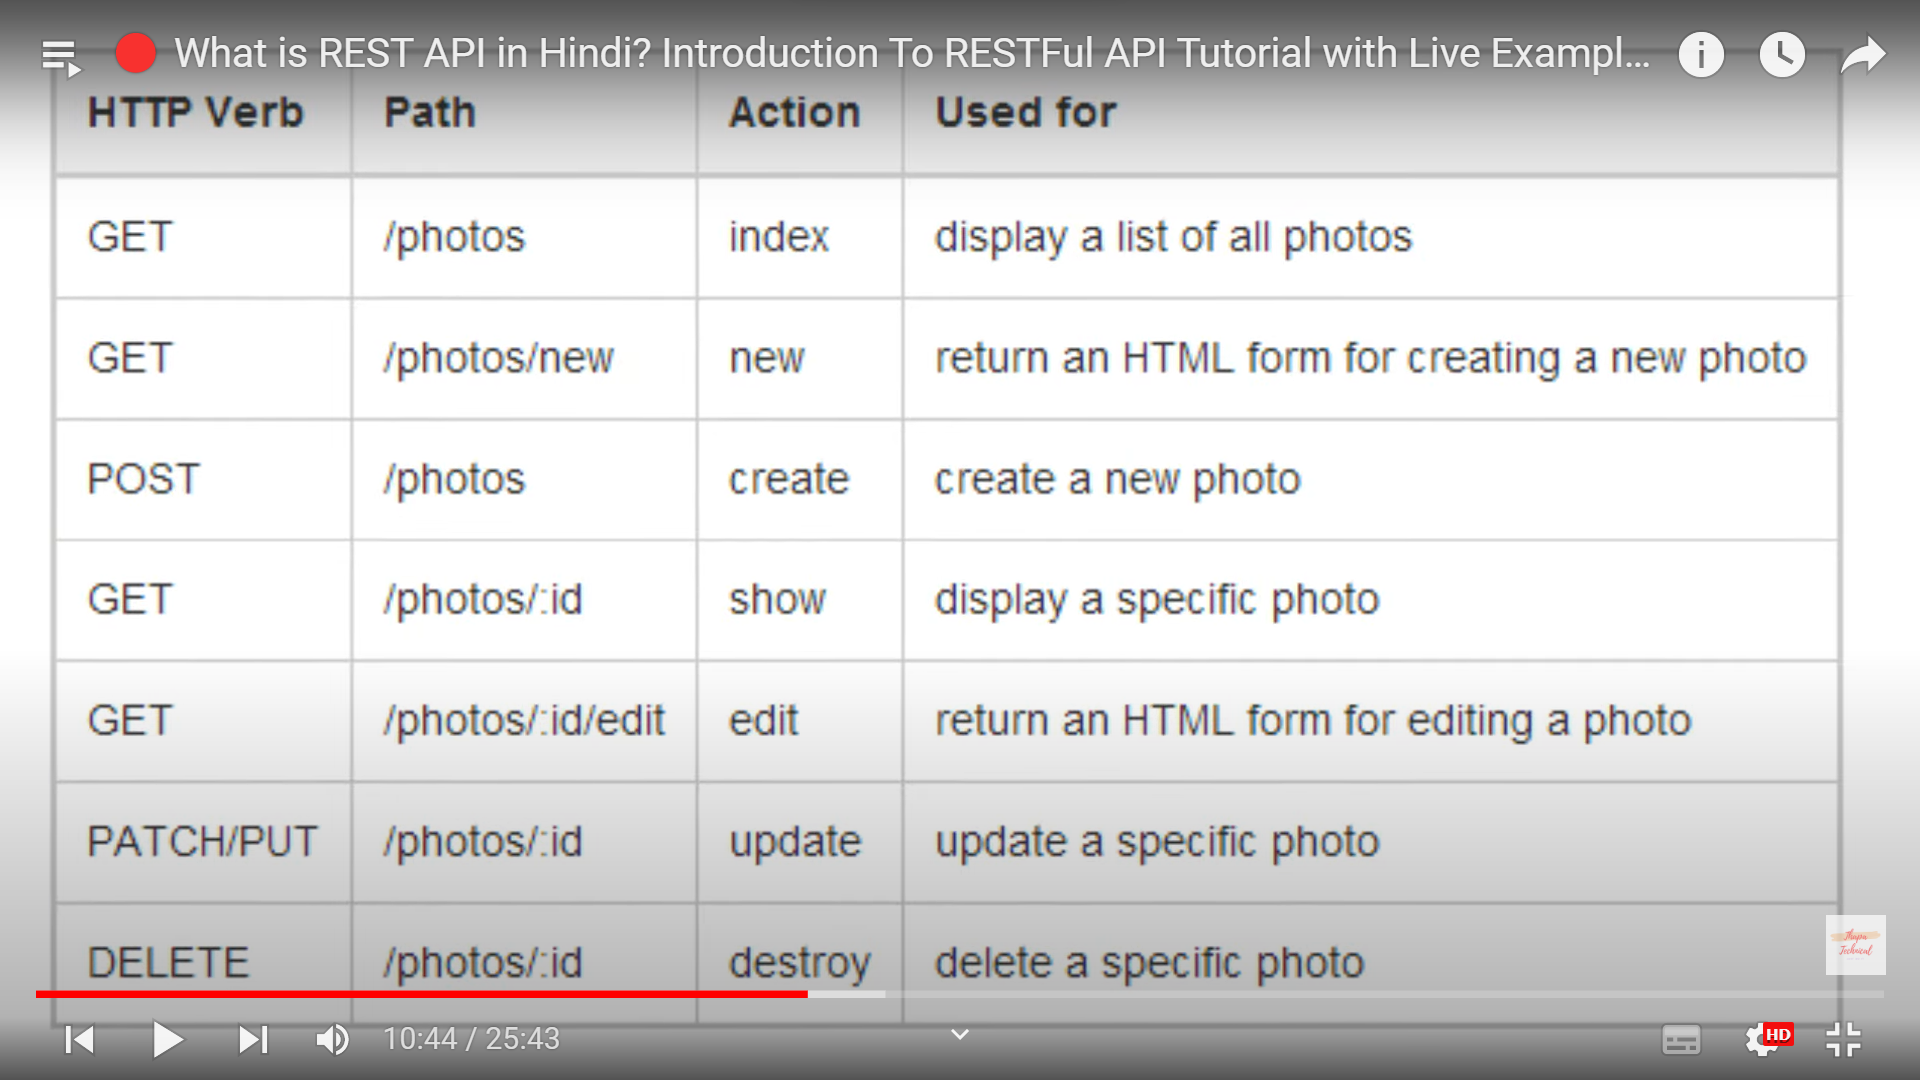 What is REST API in Hindi? Introduction To RESTFul API Tutorial with Live Exampl...
HTTP Verb Path Action Used for
GET /photos index display a list of all photos
GET /photos/new new return an HTML form for creating a new photo
POST /photos create create a new photo
GET /photos/:id show display a specific photo
GET /photos/:id/edit edit return an HTML form for editing a photo
PATCH/PUT /photos/:id update update a specific photo
DELETE /photos/:id destroy delete a specific photo
Thapa
Technical
10:44 / 25:43
HD